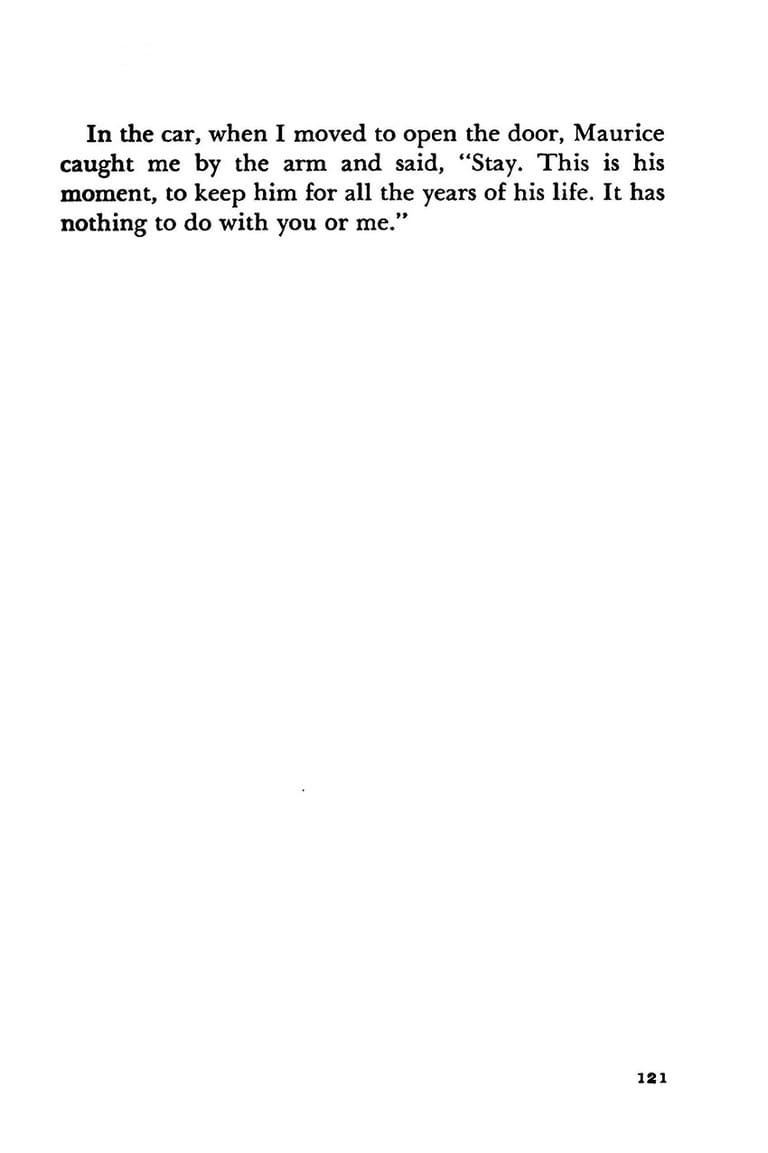 In the car, when I moved to open the door, Maurice
caught me by the arm and said, “Stay. This is his
moment, to keep him for all the years of his life. It has
nothing to do with you or me.”
121